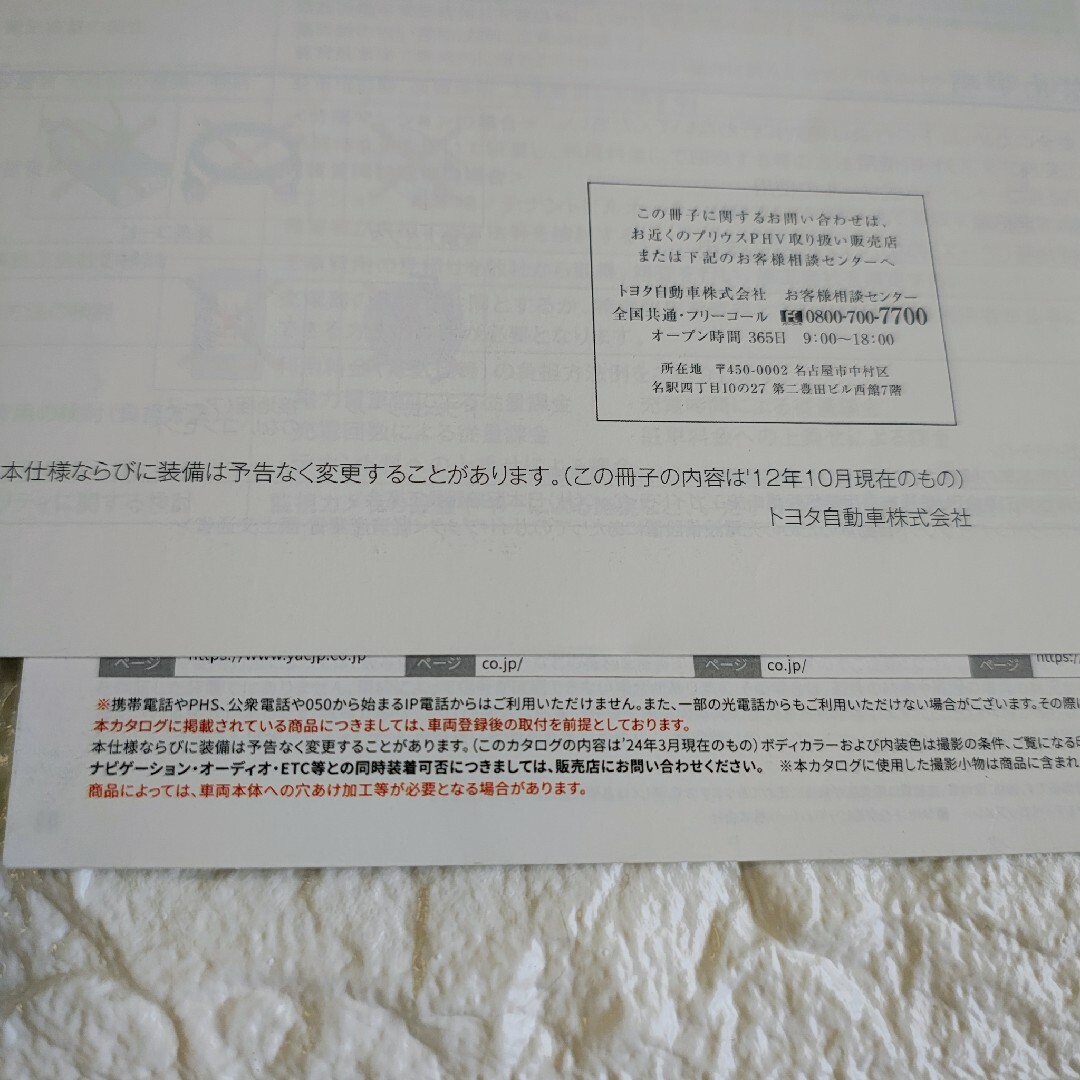 この冊子に関するお問い合わせは、
お近くのプリウスPHV取り扱い販売店
または下記のお客様相談センターへ
トヨタ自動車株式会社 お客様相談センター
全国共通・フリーコール 0800-700-7700
オープン時間 365日 9:00〜18:00
所在地 〒450-0002 名古屋市中村区
名駅四丁目10の27 第二豊田ビル西館7階
本仕様ならびに装備は予告なく変更することがあります。(この冊子の内容は'12年10月現在のもの)
トヨタ自動車株式会社
ページ https://www.yacjp.co.jp ページ co.jp/ ページ co.jp/ ページ https:/
※携帯電話やPHS、公衆電話や050から始まるIP電話からはご利用いただけません。また、一部の光電話からもご利用いただけない場合がございます。その際に
本カタログに掲載されている商品につきましては、車両登録後の取付を前提としております。
本仕様ならびに装備は予告なく変更することがあります。(このカタログの内容は'24年3月現在のもの) ボディカラーおよび内装色は撮影の条件、ご覧になる
ナビゲーション・オーディオ・ETC等との同時装着可否につきましては、販売店にお問い合わせください。 ※本カタログに使用した撮影小物は商品に含まれ
商品によっては、車両本体への穴あけ加工等が必要となる場合があります。